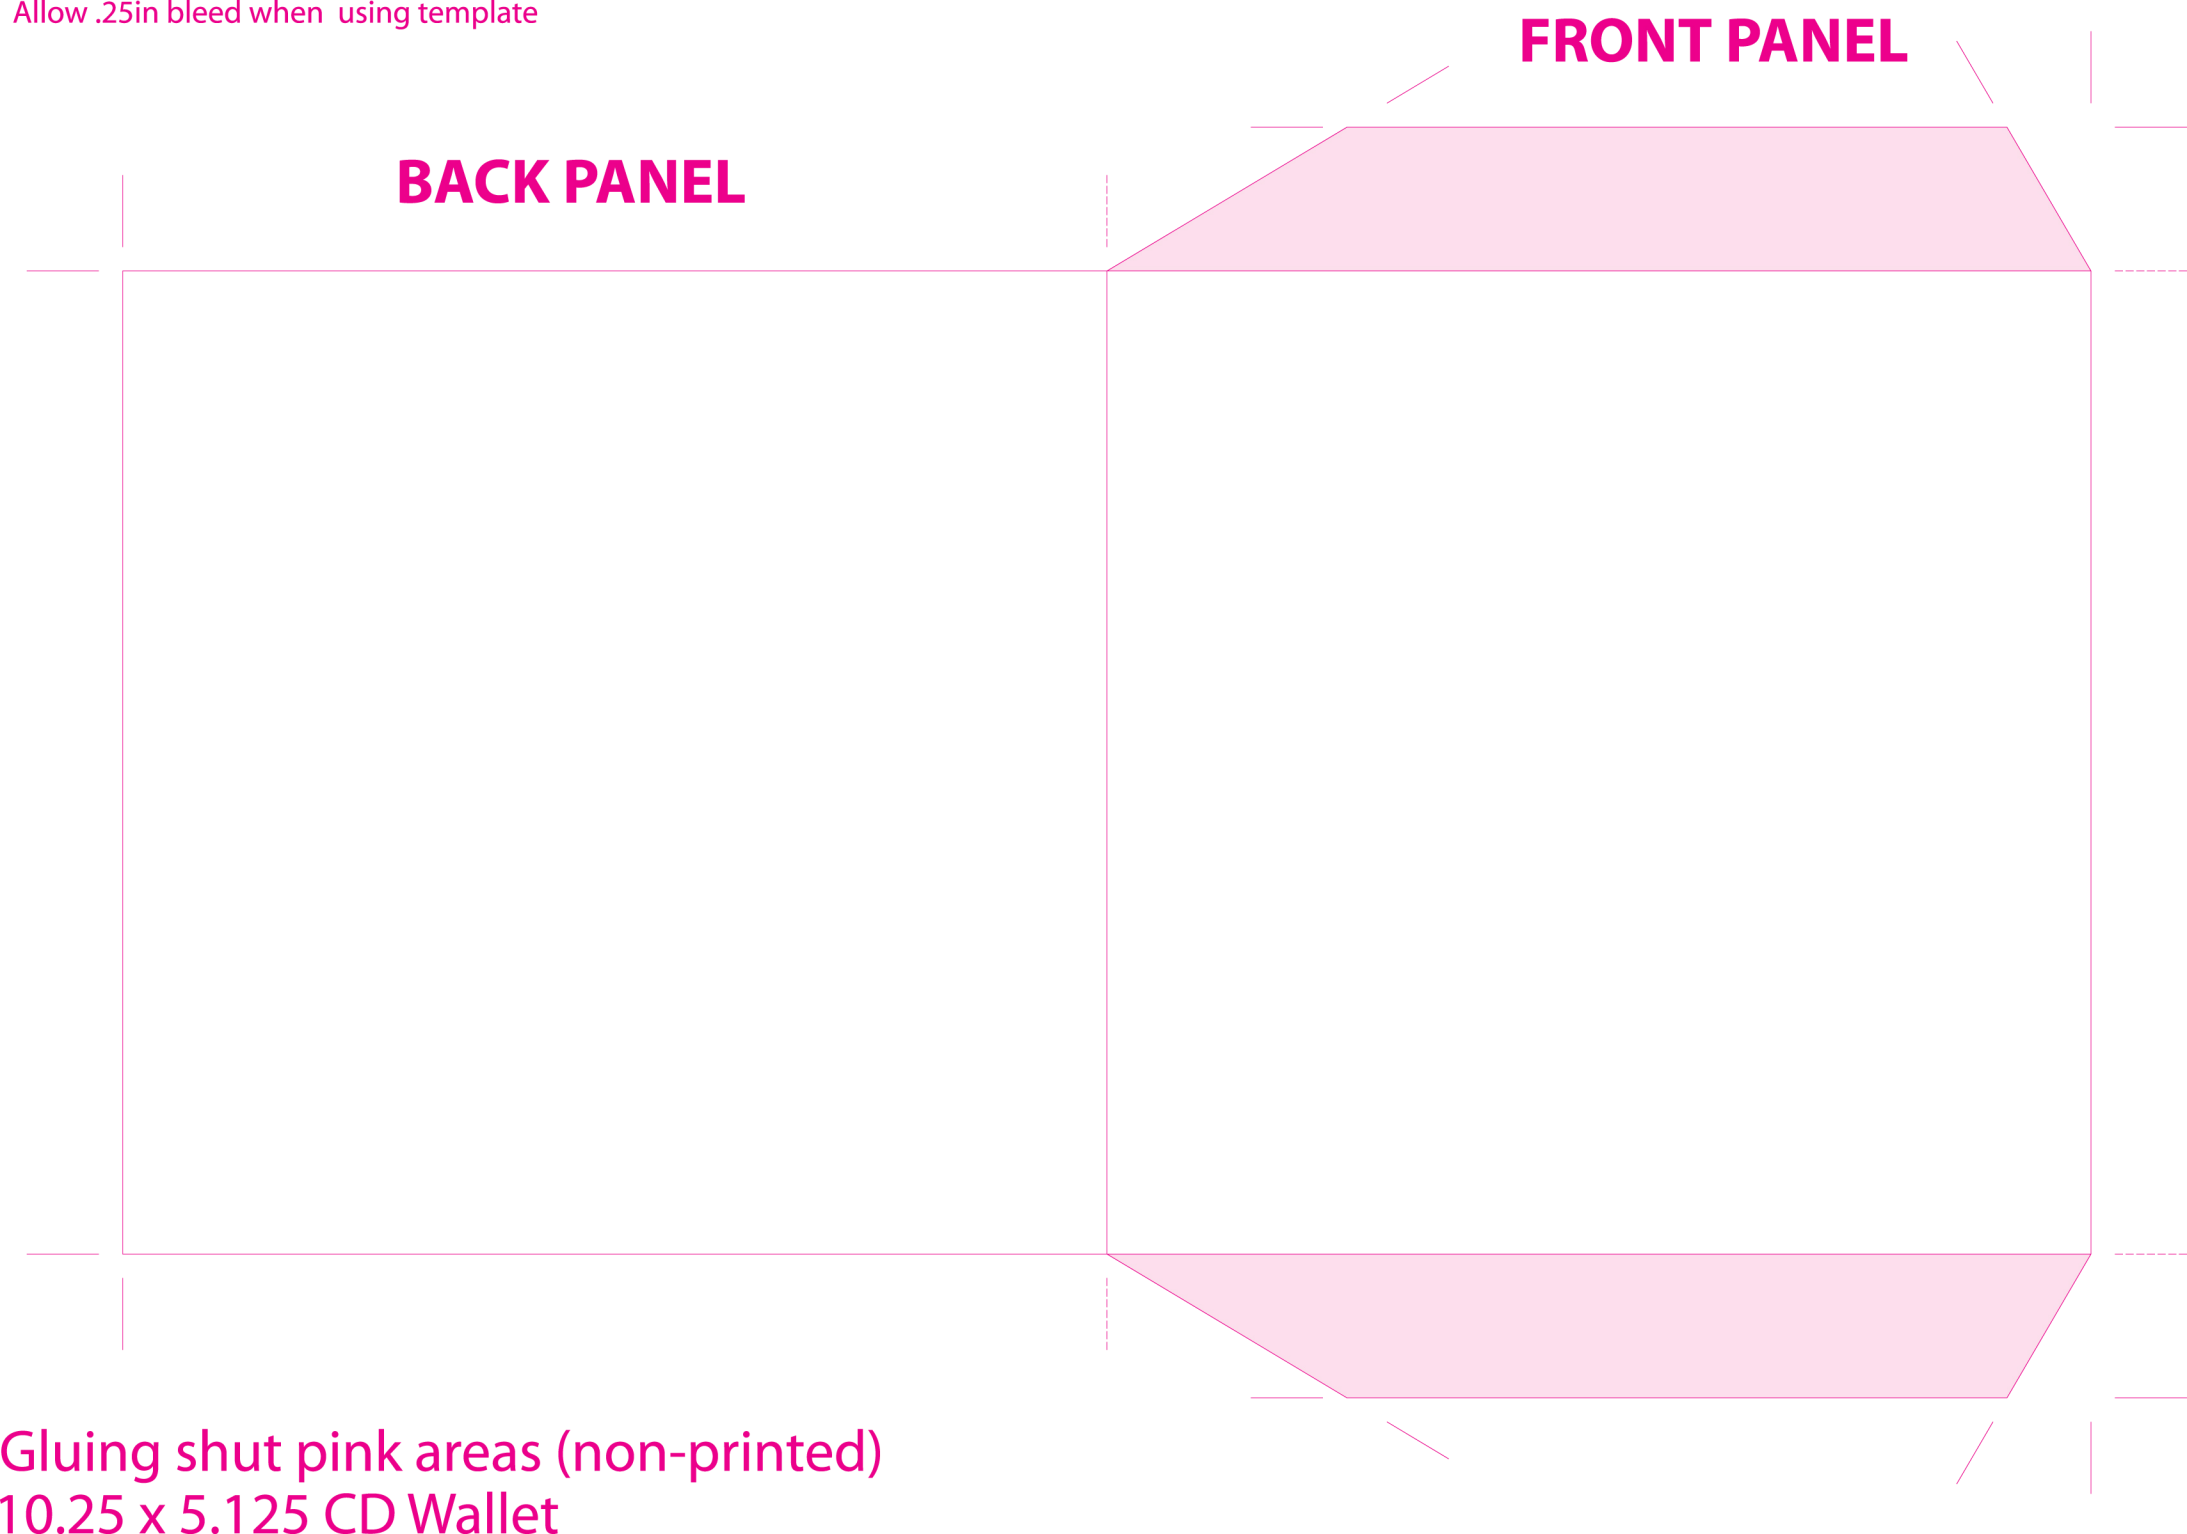 Allow .25in bleed when  using template
FRONT PANEL
BACK PANEL
Gluing shut pink areas (non-printed)
10.25 x 5.125 CD Wallet